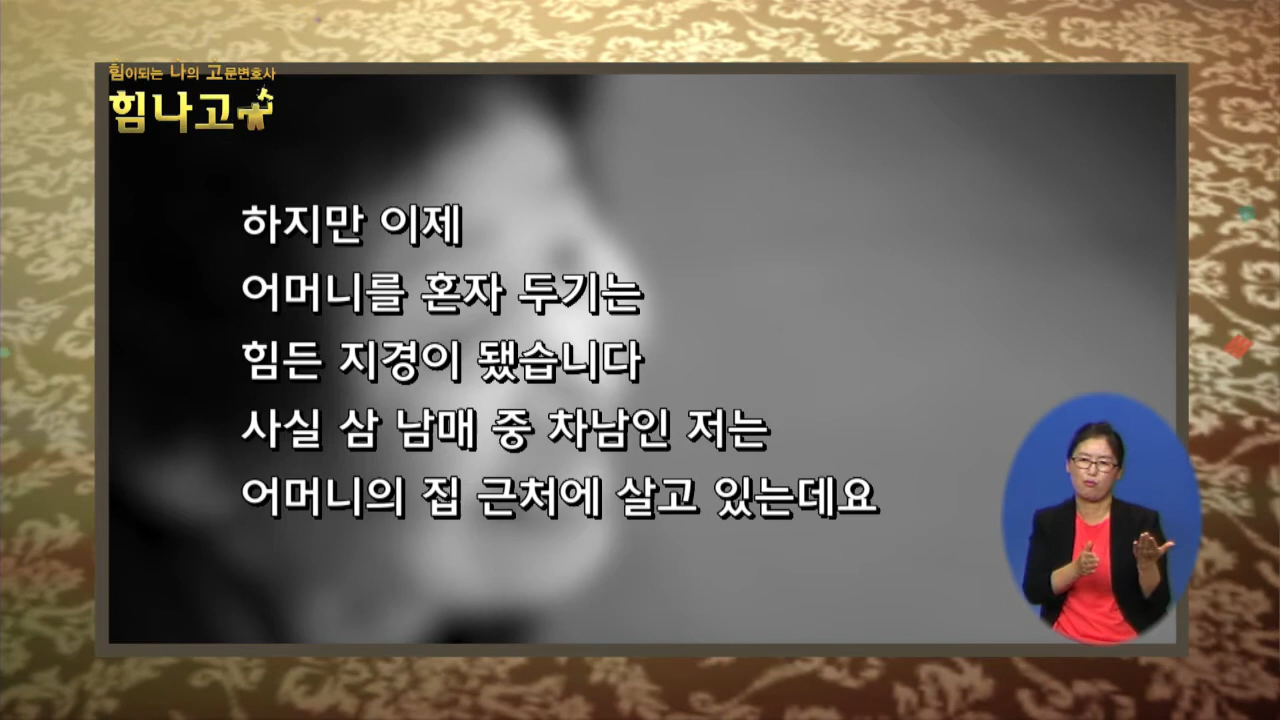 힘이되는 나의 고문변호사
힘나고
하지만 이제
어머니를 혼자 두기는
힘든 지경이 됐습니다
사실 삼 남매 중 차남인 저는
어머니의 집 근처에 살고 있는데요